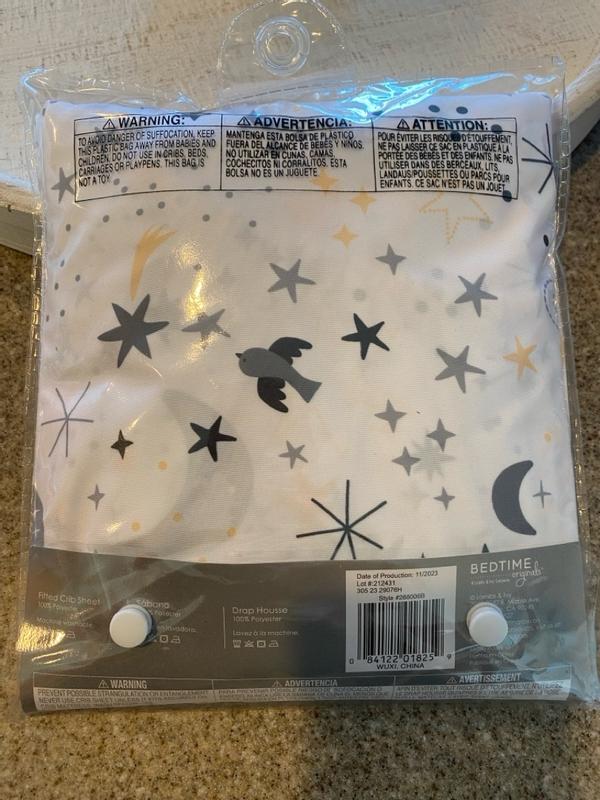 WARNING:
TO AVOID DANGER OF SUFFOCATION, KEEP
THIS PLASTIC BAG AWAY FROM BABIES AND
CHILDREN. DO NOT USE IN CRIBS, BEDS,
CARRIAGES OR PLAYPENS. THIS BAG IS
NOT A TOY.
ADVERTENCIA:
MANTENGA ESTA BOLSA DE PLÁSTICO
FUERA DEL ALCANCE DE BEBÉS Y NIÑOS.
NO UTILIZAR EN CUNAS, CAMAS
COCHECITOS NI CORRALITOS. ESTA
BOLSA NO ES UN JUGUETE.
ATTENTION:
POUR ÉVITER LES RISQUES D'ÉTOUFFEMENT,
NE PAS LAISSER CE SAC EN PLASTIQUE À LA
PORTÉE DES BÉBÉS ET DES ENFANTS. NE PAS
UTILISER DANS DES BERCEAUX, LITS,
LANDAUS/POUSSETTES OU PARCS POUR
ENFANTS. CE SAC N'EST PAS UN JOUET
Fitted Crib Sheet
100% Polyester
Machine wash
Sábana
Drap Housse
100% Polyester
Lavez à la machine.
Date of Production: 11/2023
Lot #:212431
305 23 29076H
Style #268006B
0 84122 01825 9
WUXI, CHINA
BEDTIME
originals
WARNING
PREVENT POSSIBLE STRANGULATION OR ENTANGLEMENT.
ADVERTENCIA
AVERTISSEMENT